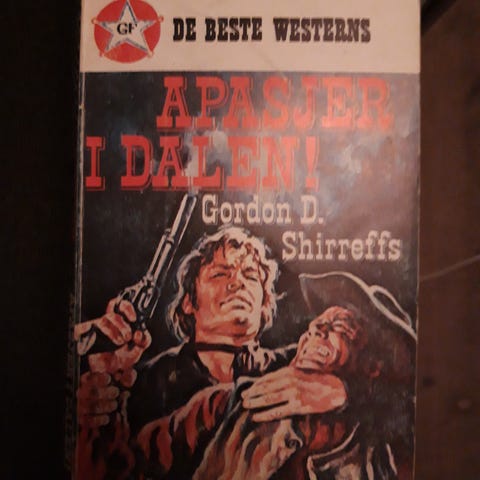 GF
DE BESTE WESTERNS
APASJER
I DALEN!
Gordon D.
Shirreffs